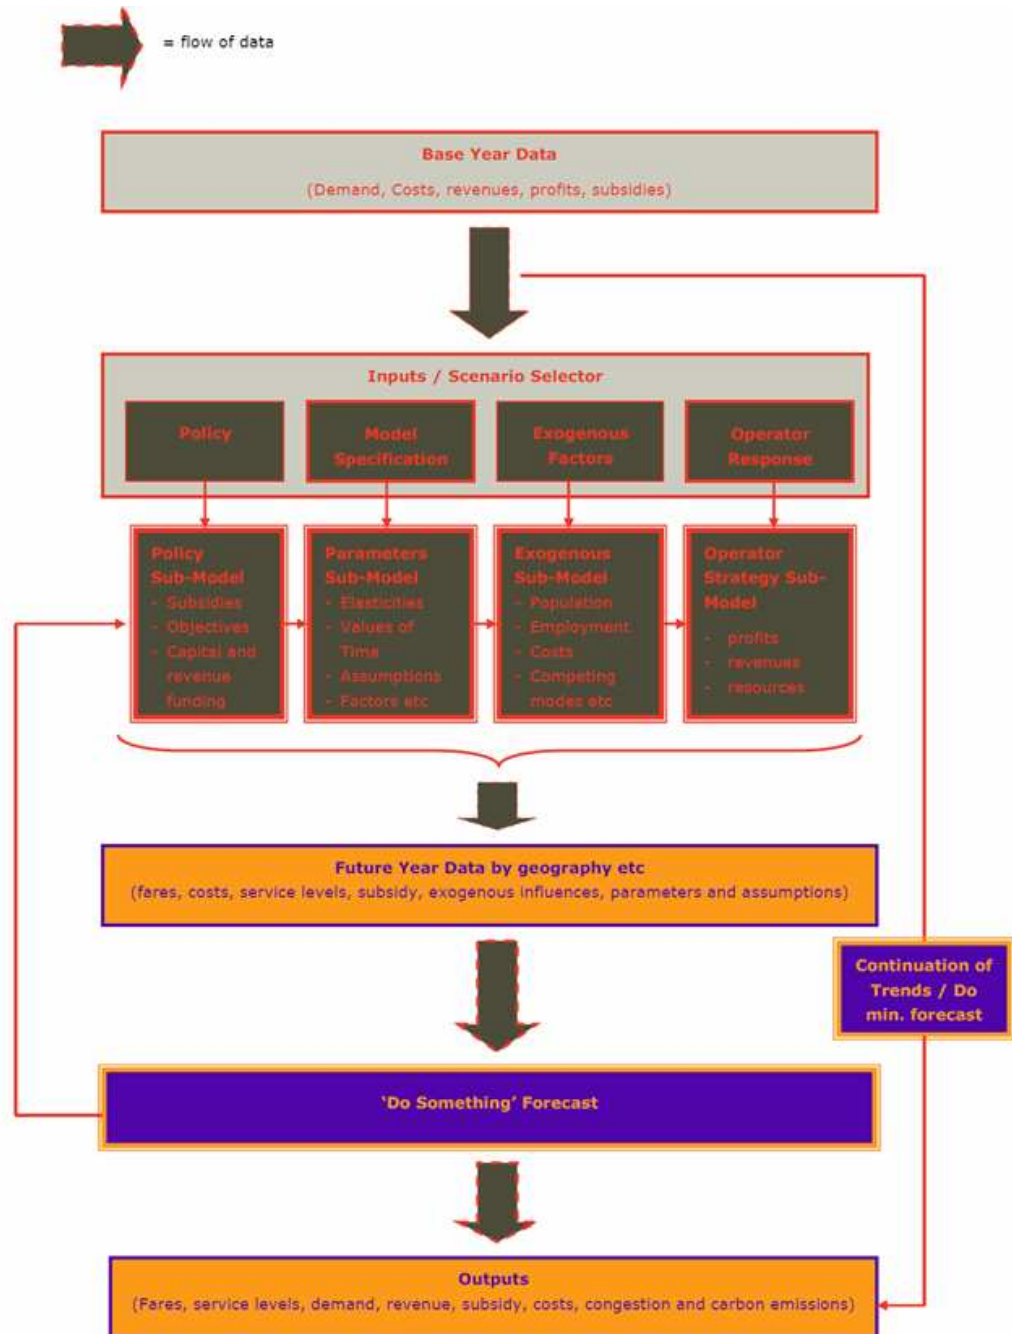 = flow of data
Base Year Data
(Demand, Costs, revenues, profits, subsidies)
Inputs / Scenario Selector
Policy
Model
Specification
Exogenous
Factors
Operator
Response
Policy
Sub-Model
- Subsidies
- Objectives
- Capital and
revenue
funding
Parameters
Sub-Model
- Elasticities
- Values of
Time
- Assumptions
- Factors etc
Exogenous
Sub-Model
- Population
- Employment
- Costs
- Competing
modes etc
Operator
Strategy Sub-
Model
- profits
- revenues
- resources
Future Year Data by geography etc
(fares, costs, service levels, subsidy, exogenous influences, parameters and assumptions)
Continuation of
Trends / Do
min. forecast
‘Do Something’ Forecast
Outputs
(Fares, service levels, demand, revenue, subsidy, costs, congestion and carbon emissions)